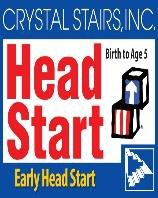 CRYSTAL STAIRS, INC.
Birth to Age 5
Head
Start
Early Head Start